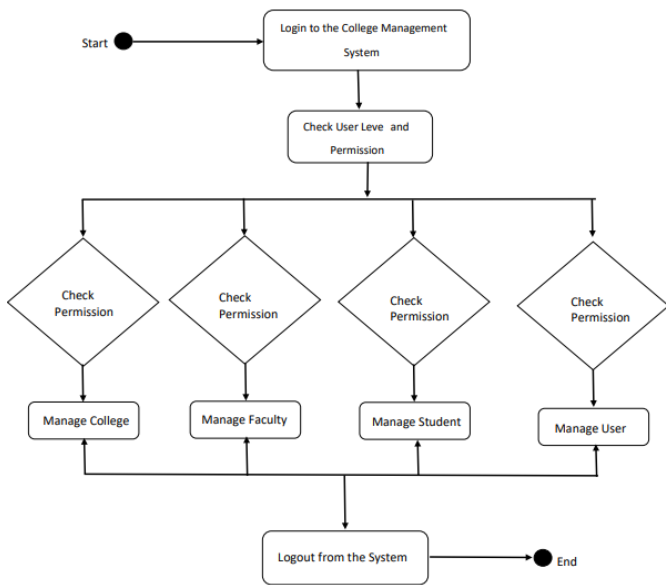 Login to the College Management
Start
System
Check User Leve and
Permission
Check
Permission
Check
Permission
Check
Permission
Check
Permission
Manage College
Manage Faculty
Manage Student
Manage User
Logout from the System
End